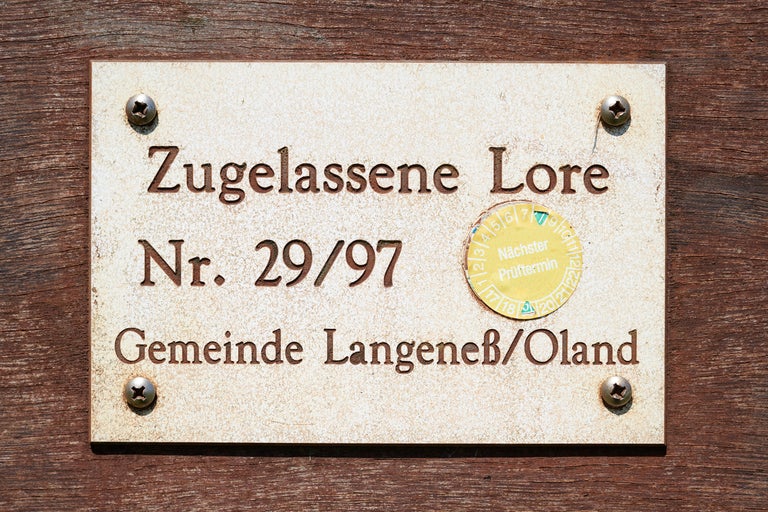 Zugelassene Lore
Nr. 29/97
Nächster
Prüftermin
Gemeinde Langeneß/Oland